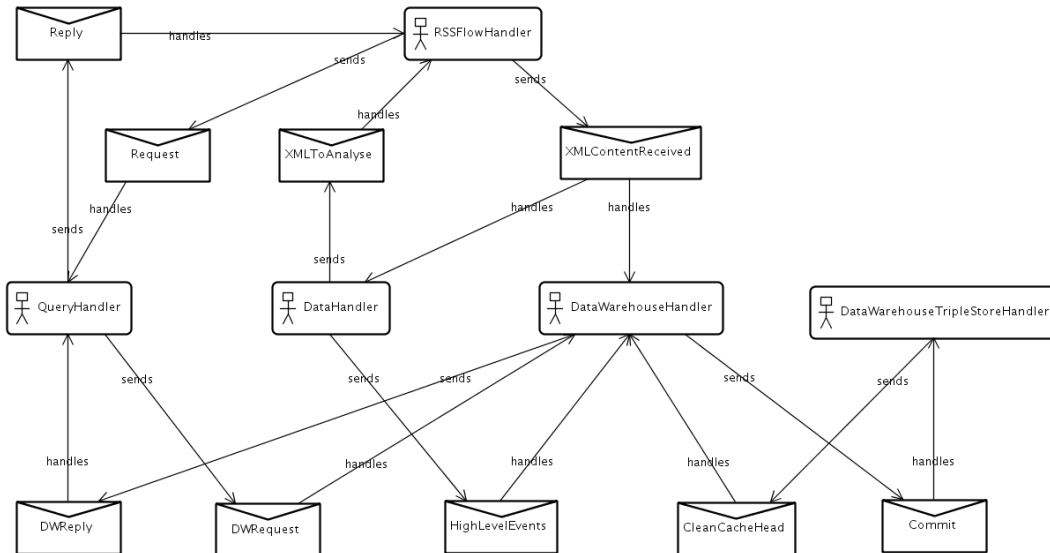 Reply
handles
RSSFlowHandler
sends
sends
handles
Request
XMLToAnalyse
XMLContentReceived
handles
handles
handles
sends
sends
QueryHandler
DataHandler
DataWarehouseHandler
DataWarehouseTripleStoreHandler
sends
sends
sends
sends
sends
handles
handles
handles
handles
handles
DWReply
DWRequest
HighLevelEvents
CleanCacheHead
Commit